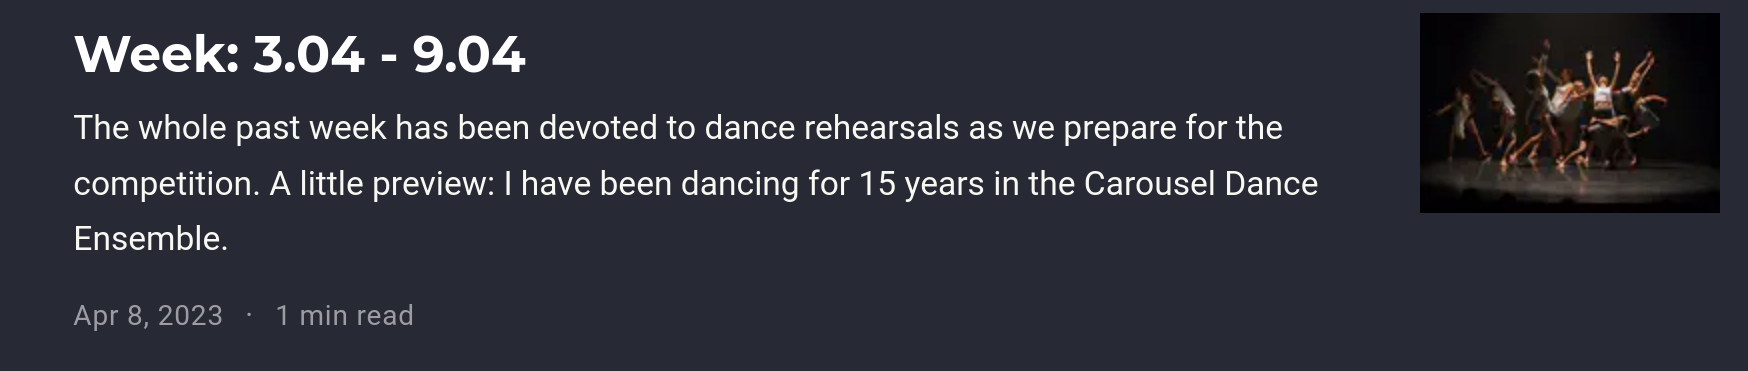 Week: 3.04 - 9.04
The whole past week has been devoted to dance rehearsals as we prepare for the
competition. A little preview: I have been dancing for 15 years in the Carousel Dance
Ensemble.
Apr 8, 2023 · 1 min read